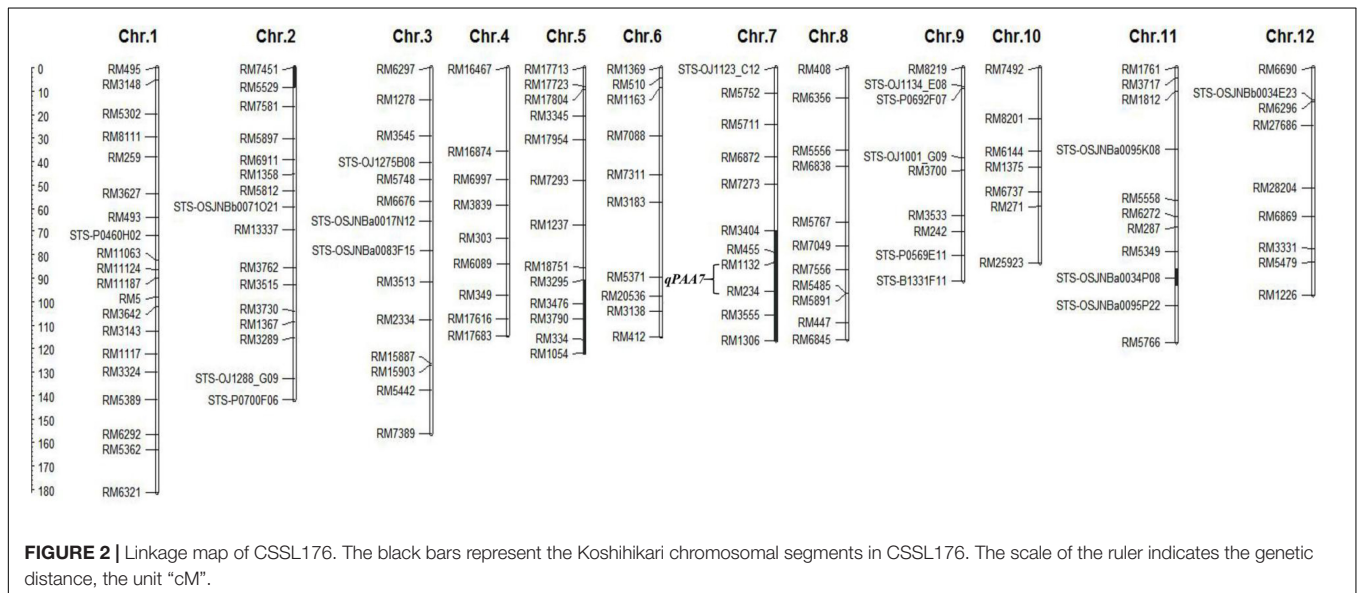 Chr.1
Chr.2
Chr.3
Chr.4
Chr.5
Chr.6
Chr.7
Chr.8
Chr.9
Chr.10
Chr.11
Chr.12
0
10
20
30
40
50
60
70
80
90
100
110
120
130
140
150
160
170
180
RM495
RM3148
RM5302
RM8111
RM259
RM3627
RM493
STS-P0460H02
RM11063
RM11124
RM11187
RM5
RM3642
RM3143
RM1117
RM3324
RM5389
RM6292
RM5362
RM6321
RM7451
RM5529
RM7581
RM5897
RM6911
RM1358
RM5812
STS-OSJNBb0071O21
RM13337
RM3762
RM3515
RM3730
RM1367
RM3289
STS-OJ1288_G09
STS-P0700F06
RM6297
RM1278
RM3545
STS-OJ1275B08
RM5748
RM6676
STS-OSJNBa0017N12
STS-OSJNBa0083F15
RM3513
RM2334
RM15887
RM15903
RM5442
RM7389
RM16467
RM16874
RM6997
RM3839
RM303
RM6089
RM349
RM17616
RM17683
RM17713
RM17723
RM17804
RM3345
RM17954
RM7293
RM1237
RM18751
RM3295
RM3476
RM3790
RM334
RM1054
RM1369
RM510
RM1163
RM7088
RM7311
RM3183
RM5371
RM20536
RM3138
RM412
STS-OJ1123_C12
RM5752
RM5711
RM6872
RM7273
RM3404
RM455
RM1132
qPAA7
RM234
RM3555
RM1306
RM408
RM6356
RM5556
RM6838
RM5767
RM7049
RM7556
RM5485
RM5891
RM447
RM6845
RM8219
STS-OJ1134_E08
STS-P0692F07
STS-OJ1001_G09
RM3700
RM3533
RM242
STS-P0569E11
STS-B1331F11
RM7492
RM8201
RM6144
RM1375
RM6737
RM271
RM25923
RM1761
RM3717
RM1812
STS-OSJNBa0095K08
RM5558
RM6272
RM287
RM5349
STS-OSJNBa0034P08
STS-OSJNBa0095P22
RM5766
RM6690
STS-OSJNBb0034E23
RM6296
RM27686
RM28204
RM6869
RM3331
RM5479
RM1226
FIGURE 2 | Linkage map of CSSL176. The black bars represent the Koshihikari chromosomal segments in CSSL176. The scale of the ruler indicates the genetic
distance, the unit “cM”.